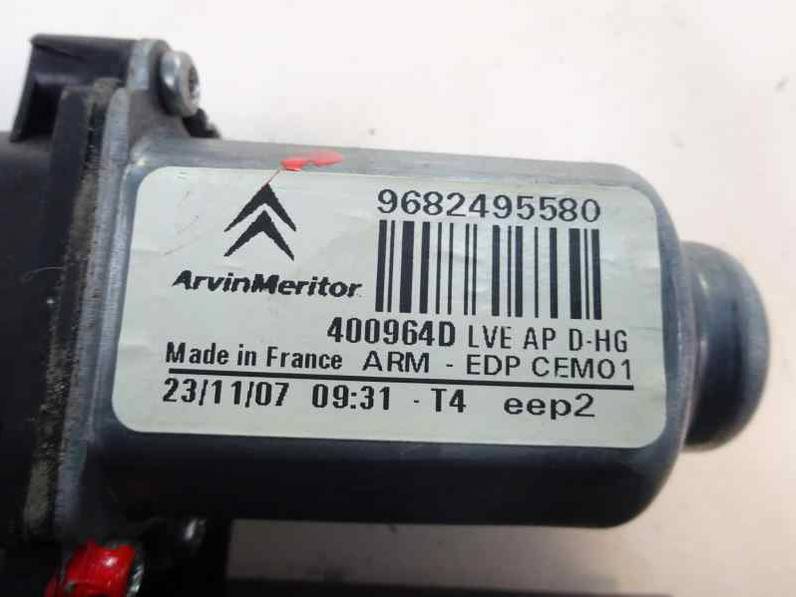 9682495580
ArvinMeritor
400964D LVE AP D-HG
Made in France ARM - EDP CEM01
23/11/07 09:31 - T4 eep2